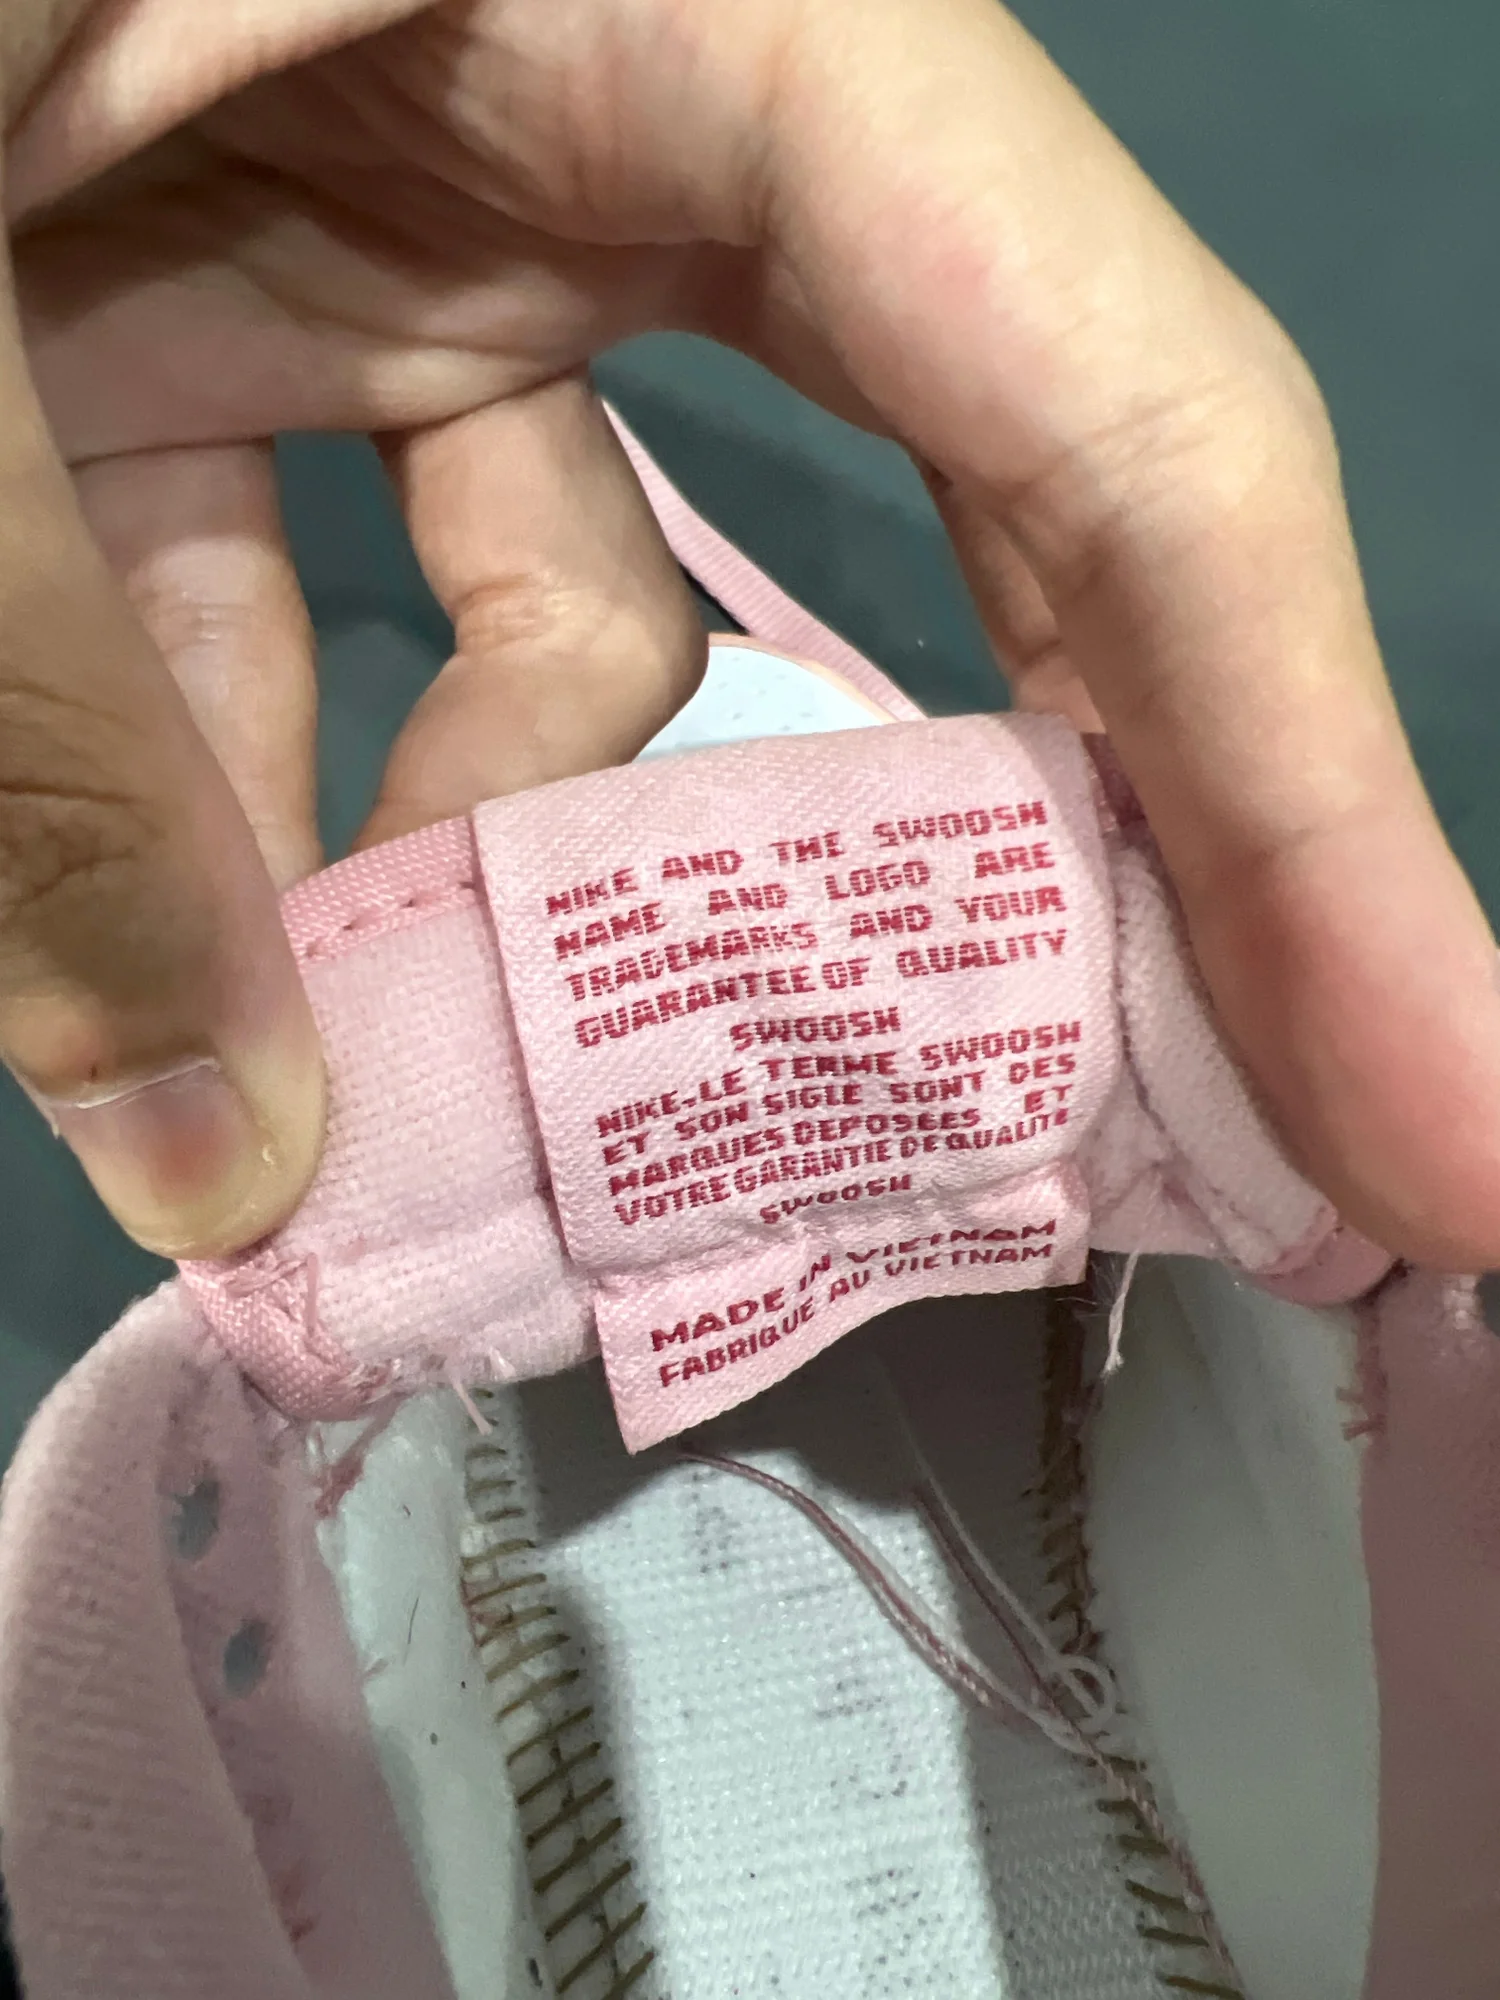 NIKE AND THE SWOOSH
NAME AND LOGO ARE
TRADEMARKS AND YOUR
GUARANTEE OF QUALITY
SWOOSH
NIKE-LE TERME SWOOSH
ET SON SIGLE SONT DES
MARQUES DEPOSEES ET
VOTRE GARANTIE DE QUALITE
SWOOSH
MADE IN VIETNAM
FABRIQUE AU VIETNAM